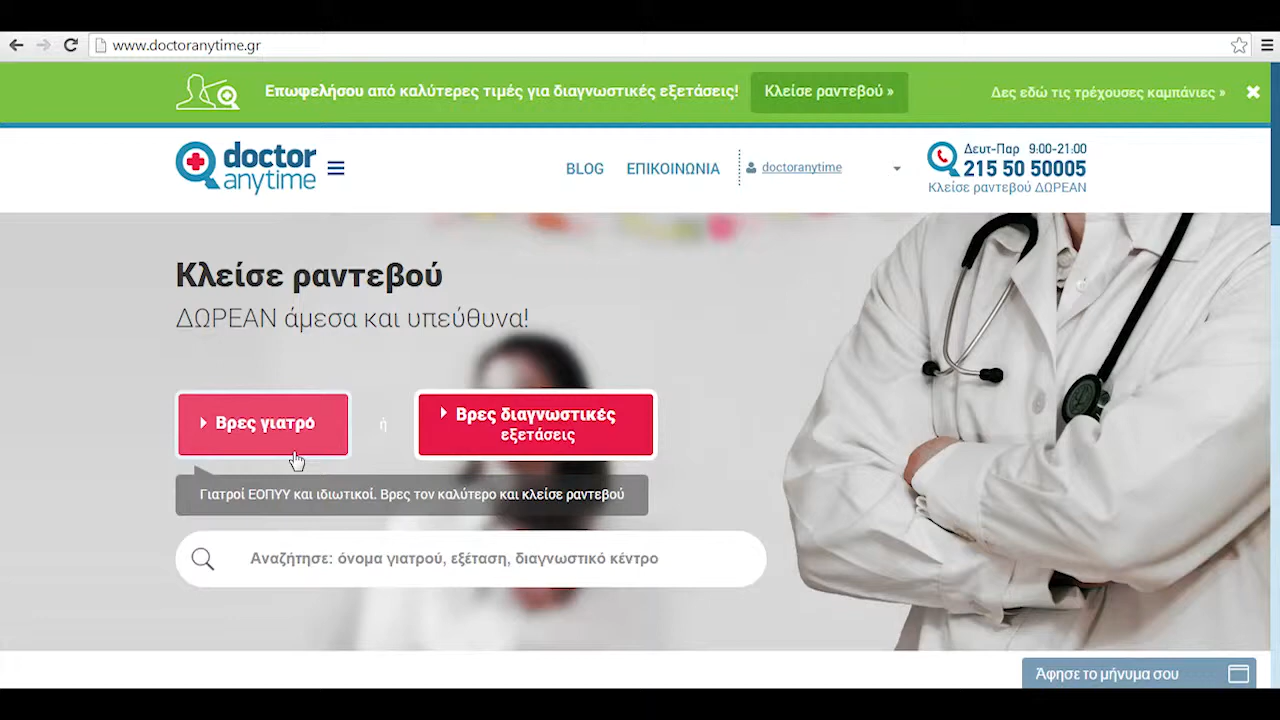 www.doctoranytime.gr
Επωφελήσου από καλύτερες τιμές για διαγνωστικές εξετάσεις!
Κλείσε ραντεβού »
Δες εδώ τις τρέχουσες καμπάνιες »
doctor
anytime
BLOG
ΕΠΙΚΟΙΝΩΝΙΑ
doctoranytime
Δευτ-Παρ 9:00-21:00
215 50 50005
Κλείσε ραντεβού ΔΩΡΕΑΝ
Κλείσε ραντεβού
ΔΩΡΕΑΝ άμεσα και υπεύθυνα!
Βρες γιατρό
ή
Βρες διαγνωστικές
εξετάσεις
Γιατροί ΕΟΠΥΥ και ιδιωτικοί. Βρες τον καλύτερο και κλείσε ραντεβού
Αναζήτησε: όνομα γιατρού, εξέταση, διαγνωστικό κέντρο
Άφησε το μήνυμα σου